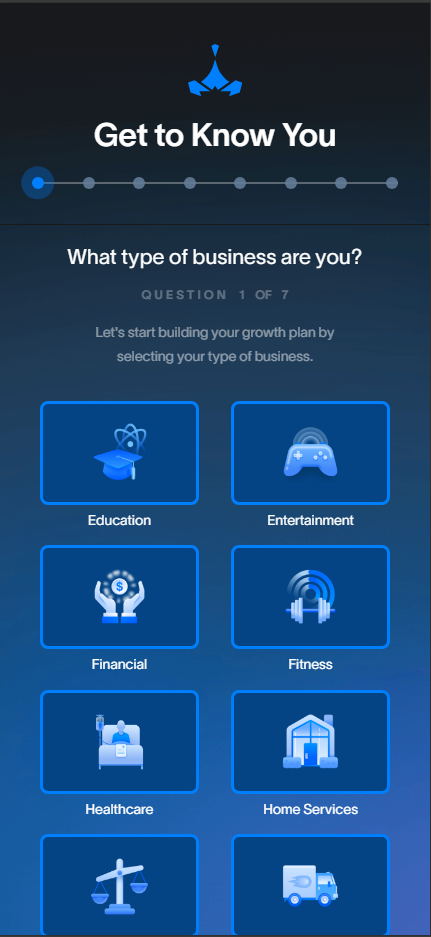 Get to Know You
What type of business are you?
QUESTION 1 OF 7
Let's start building your growth plan by
selecting your type of business.
$
Education
Entertainment
Financial
Fitness
Healthcare
Home Services